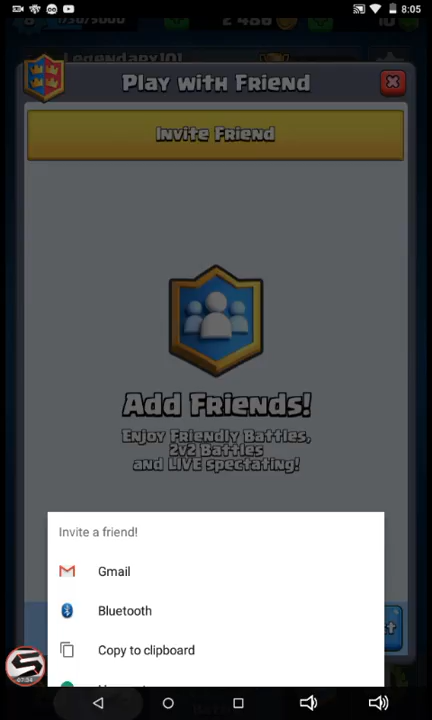 8:05
Legendary101
Play with Friend
Invite Friend
Add Friends!
Enjoy Friendly Battles,
2v2 Battles
and LIVE spectating!
Invite a friend!
Gmail
Bluetooth
Copy to clipboard